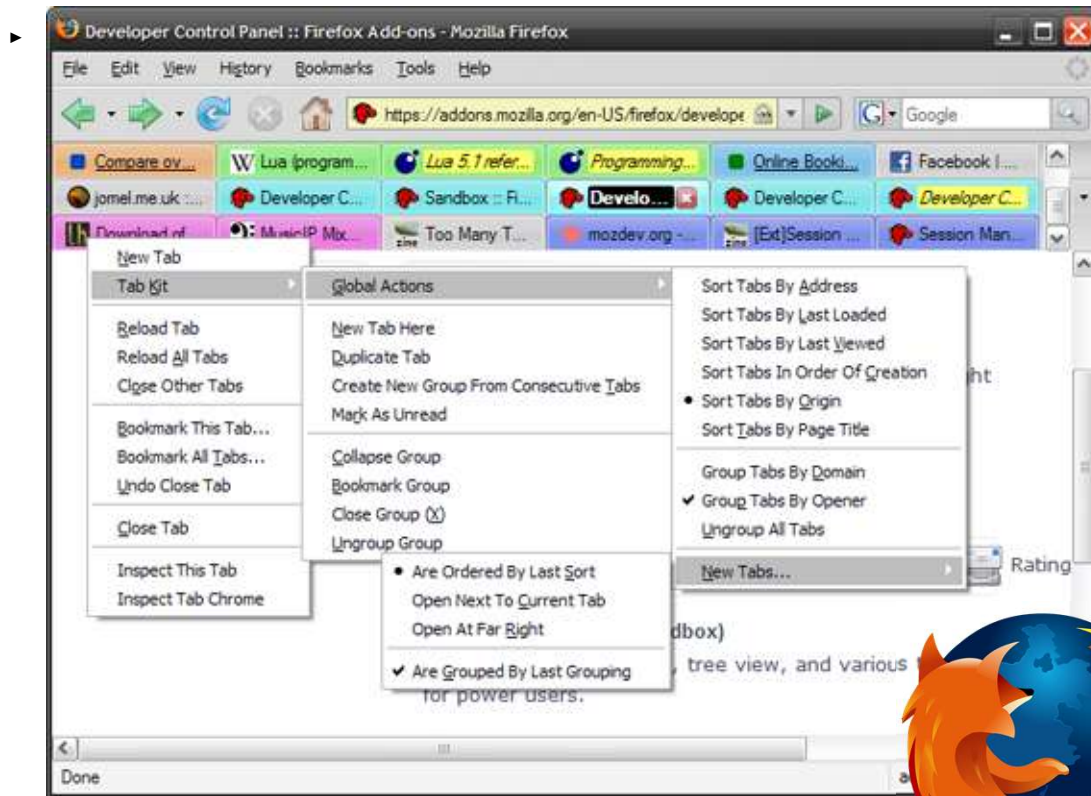 Developer Control Panel :: Firefox Add-ons - Mozilla Firefox
File Edit View History Bookmarks Tools Help
https://addons.mozilla.org/en-US/firefox/develope Google
Compare ov... Lua (program... Lua 5.1 refer... Programming... Online Booki... Facebook |...
jomel.me.uk :... Developer C... Sandbox :: Fi... Develo... Developer C... Developer C...
Download of MusicIP Mix... Too Many T... mozdev.org -... [Ext]Session ... Session Man...
New Tab
Tab Kit
Reload Tab
Reload All Tabs
Close Other Tabs
Bookmark This Tab...
Bookmark All Tabs...
Undo Close Tab
Close Tab
Inspect This Tab
Inspect Tab Chrome
Global Actions
New Tab Here
Duplicate Tab
Create New Group From Consecutive Tabs
Mark As Unread
Collapse Group
Bookmark Group
Close Group (X)
Ungroup Group
Sort Tabs By Address
Sort Tabs By Last Loaded
Sort Tabs By Last Viewed
Sort Tabs In Order Of Creation
Sort Tabs By Origin
Sort Tabs By Page Title
Group Tabs By Domain
Group Tabs By Opener
Ungroup All Tabs
New Tabs...
Are Ordered By Last Sort
Open Next To Current Tab
Open At Far Right
Are Grouped By Last Grouping
ght
Rating
dbox)
, tree view, and various
for power users.
Done